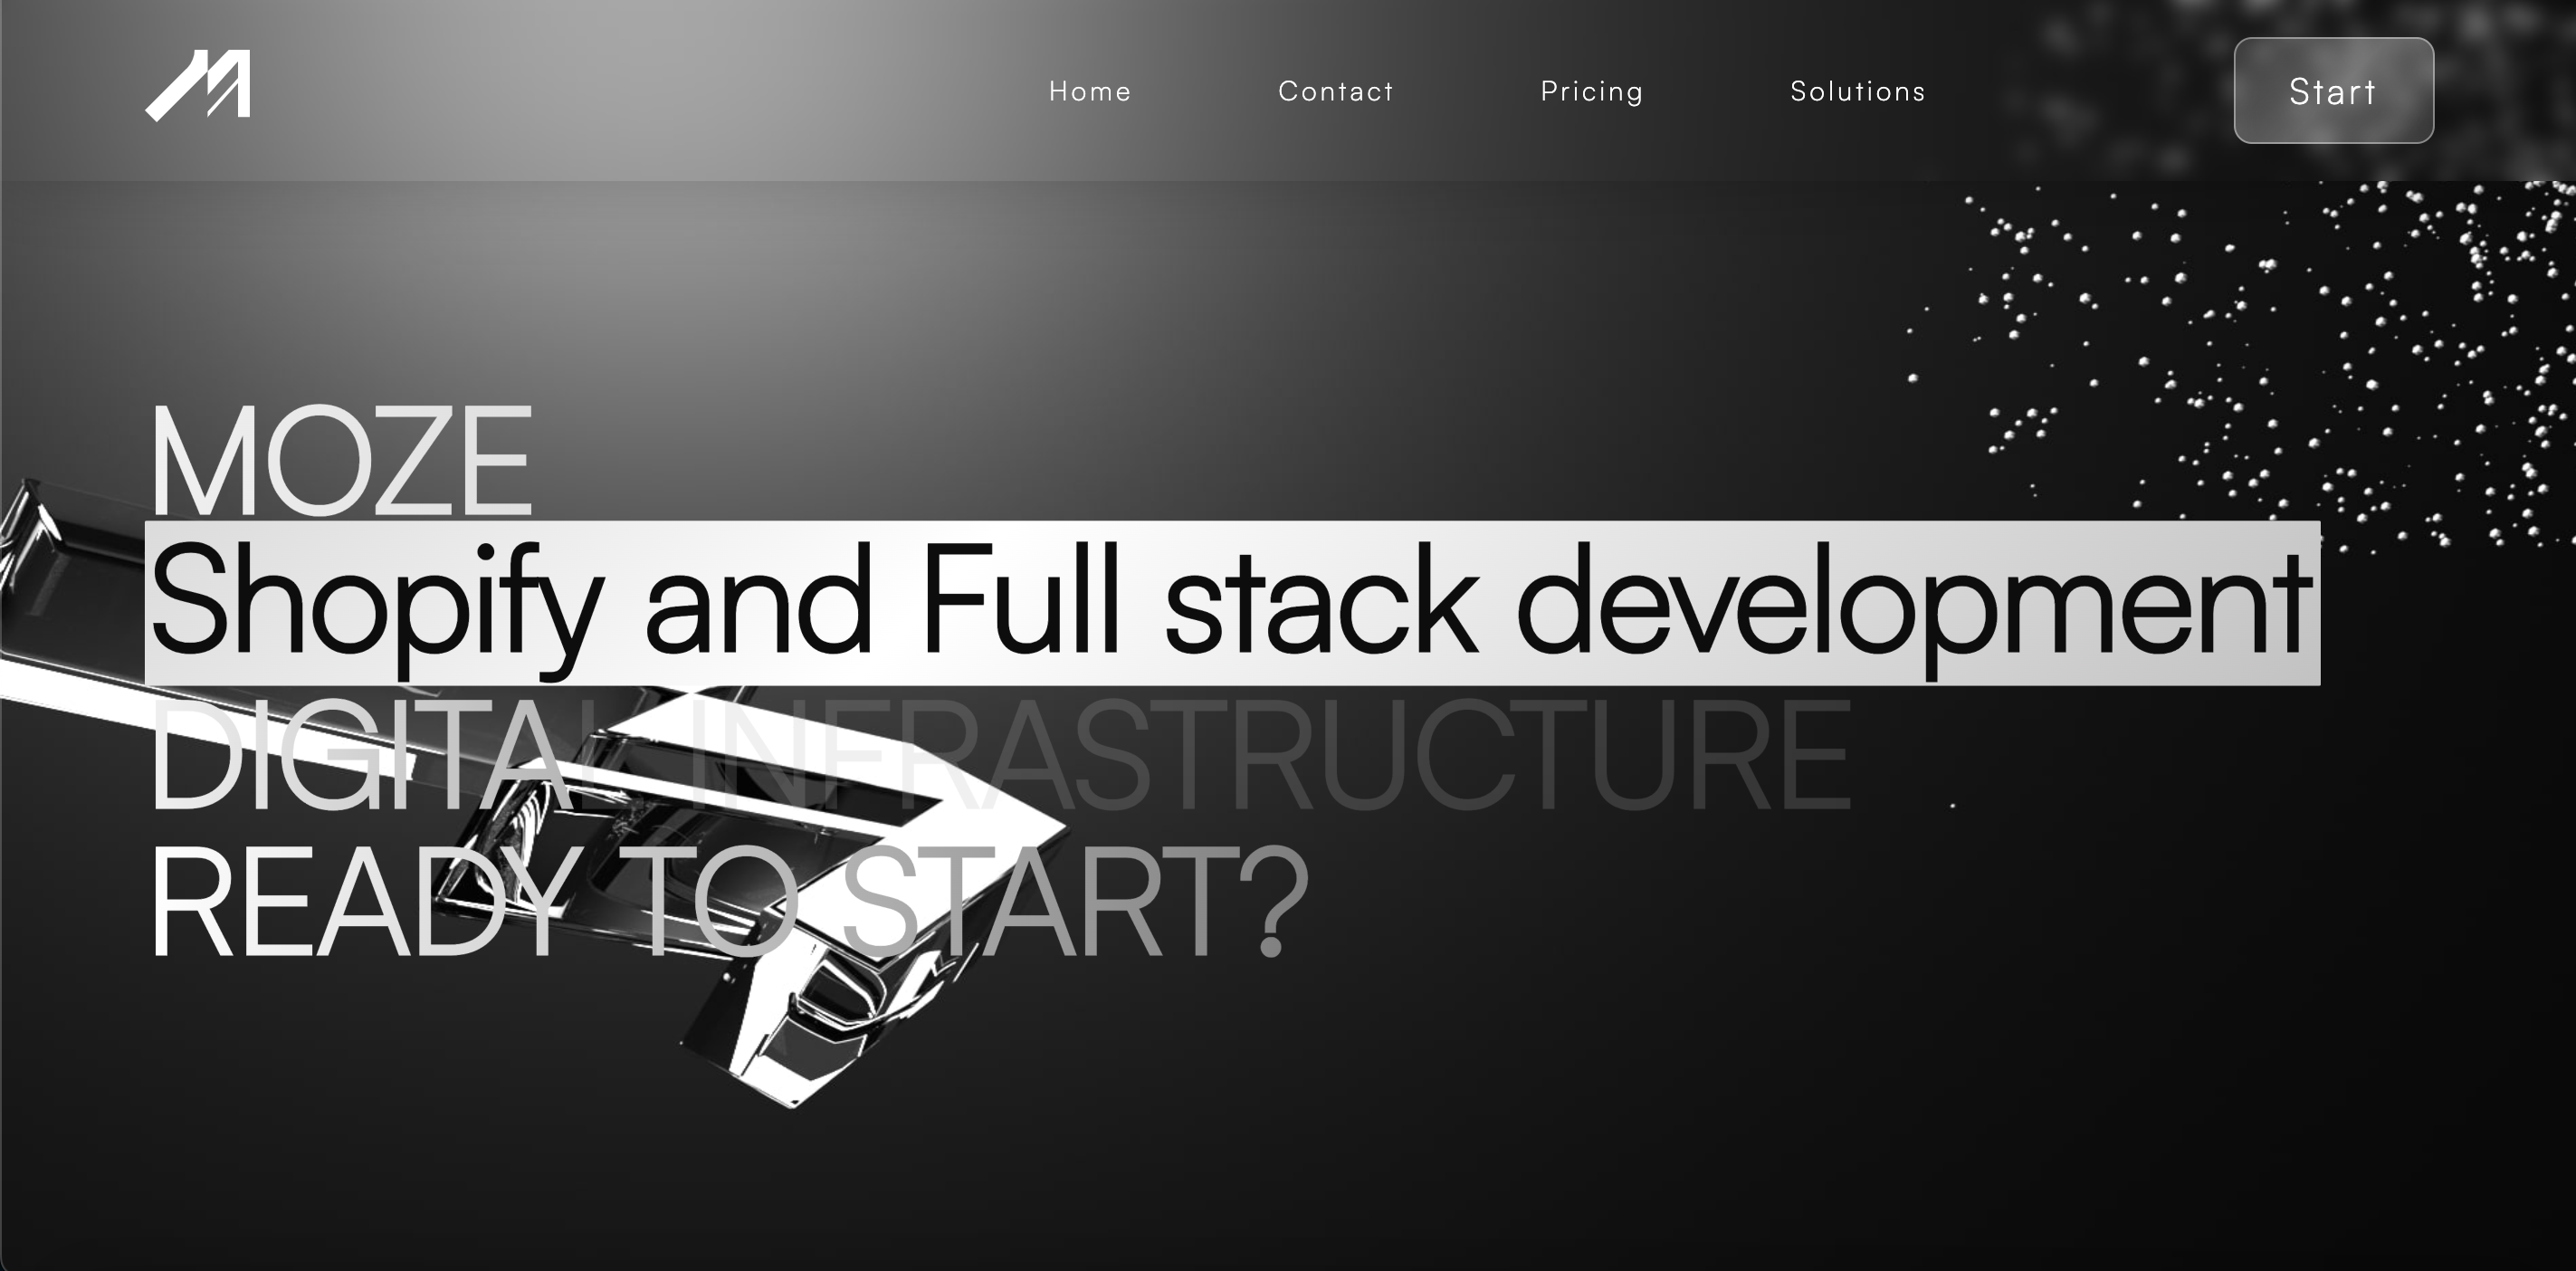 Home Contact Pricing Solutions Start
MOZE
Shopify and Full stack development
DIGITAL INFRASTRUCTURE
READY TO START?